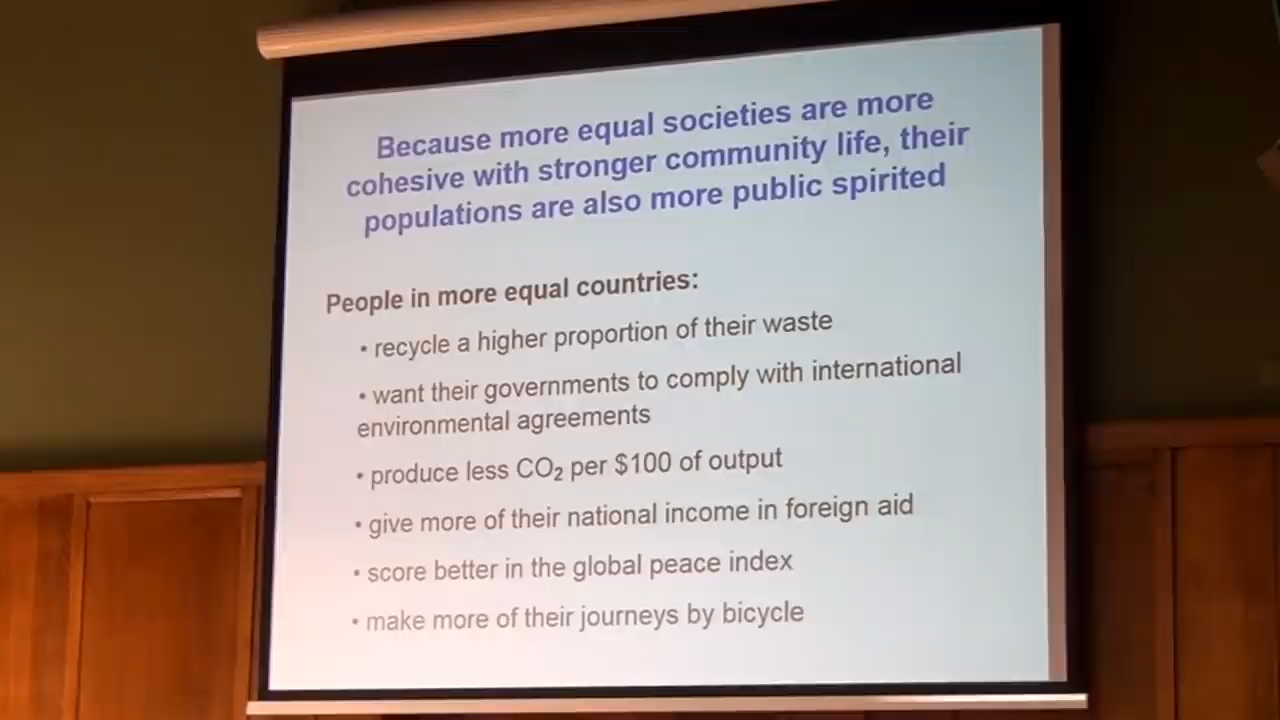 Because more equal societies are more
cohesive with stronger community life, their
populations are also more public spirited
People in more equal countries:
• recycle a higher proportion of their waste
• want their governments to comply with international
environmental agreements
• produce less CO₂ per $100 of output
• give more of their national income in foreign aid
• score better in the global peace index
• make more of their journeys by bicycle